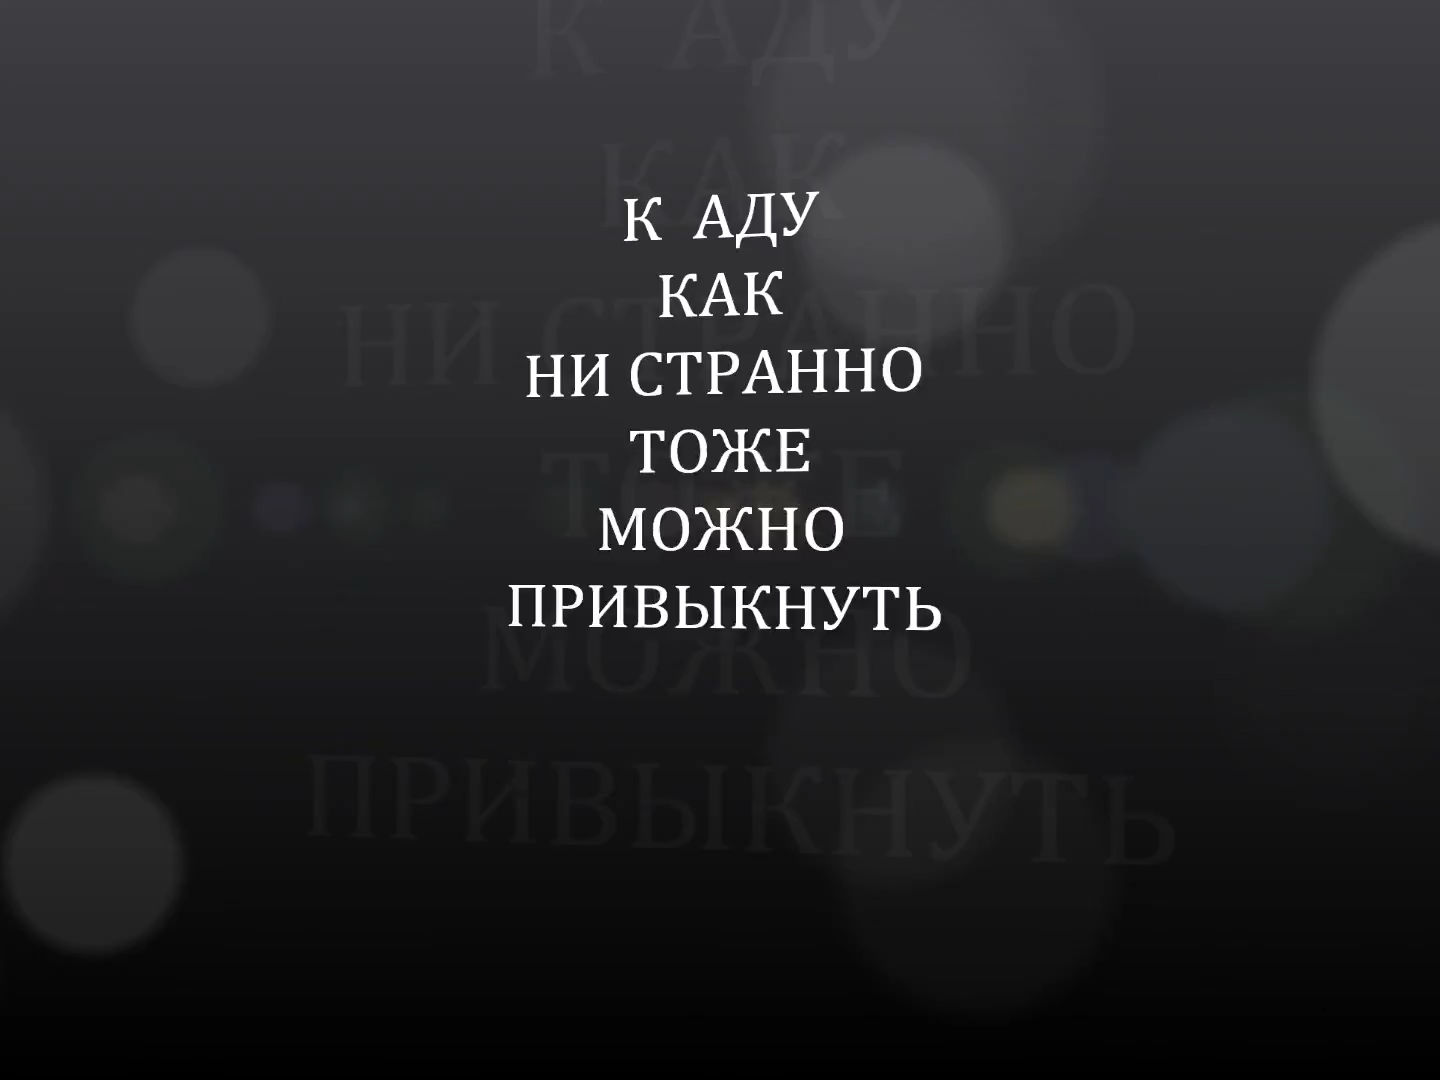 К АДУ
КАК
НИ СТРАННО
ТОЖЕ
МОЖНО
ПРИВЫКНУТЬ